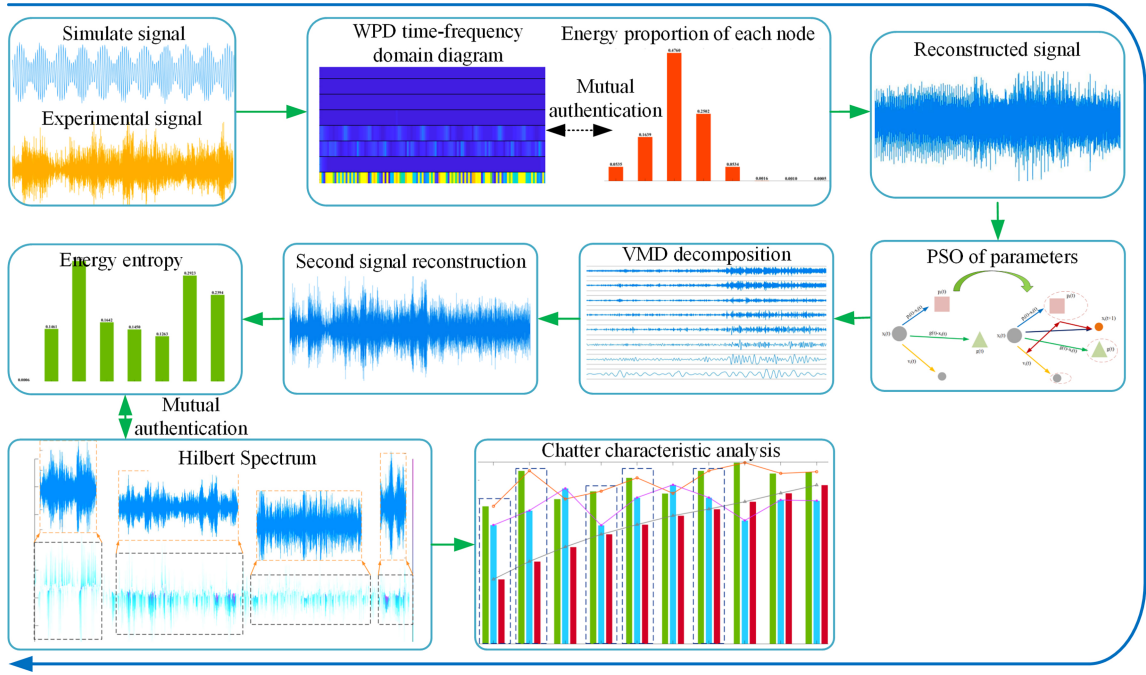 Simulate signal
Experimental signal
WPD time-frequency
domain diagram
Mutual
authentication
Energy proportion of each node
0.0535
0.1639
0.4760
0.2502
0.0534
0.0016
0.0010
0.0005
Reconstructed signal
PSO of parameters
VMD decomposition
Second signal reconstruction
Energy entropy
0.0006
0.1461
0.1642
0.1450
0.1263
0.2921
0.2394
Mutual
authentication
Hilbert Spectrum
Chatter characteristic analysis